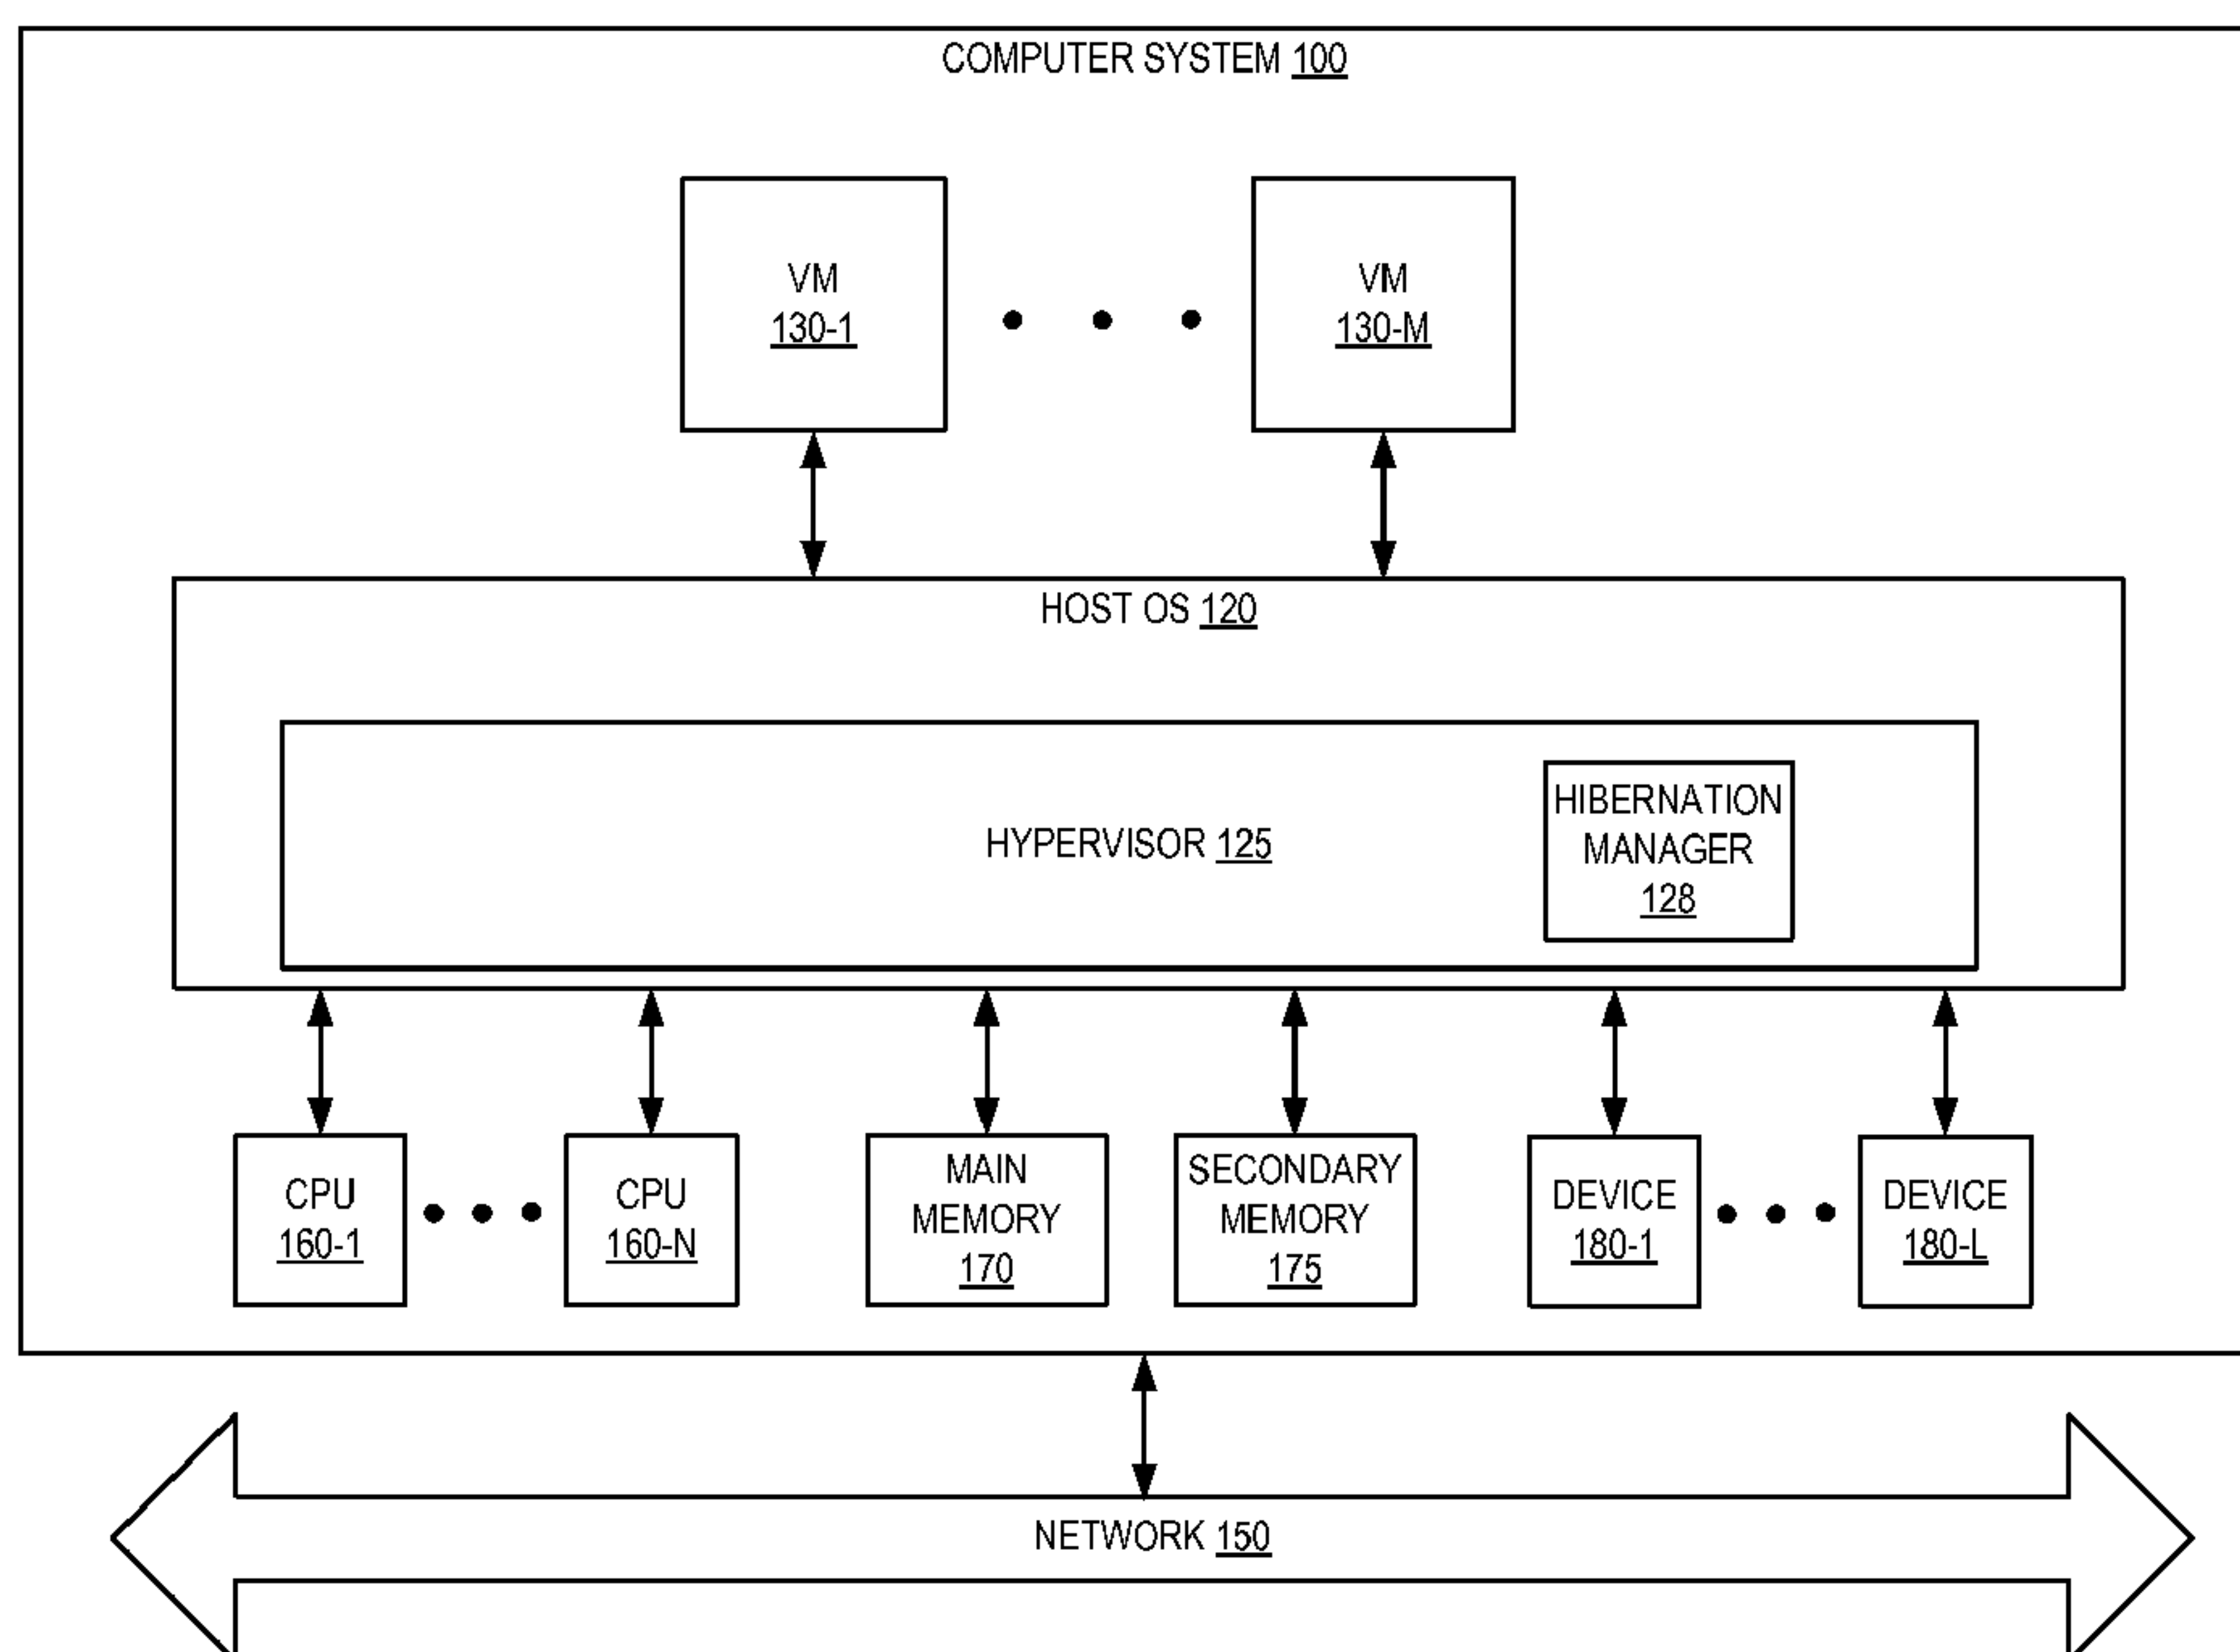 COMPUTER SYSTEM 100
VM
130-1
VM
130-M
HOST OS 120
HYPERVISOR 125
HIBERNATION
MANAGER
128
CPU
160-1
CPU
160-N
MAIN
MEMORY
170
SECONDARY
MEMORY
175
DEVICE
180-1
DEVICE
180-L
NETWORK 150